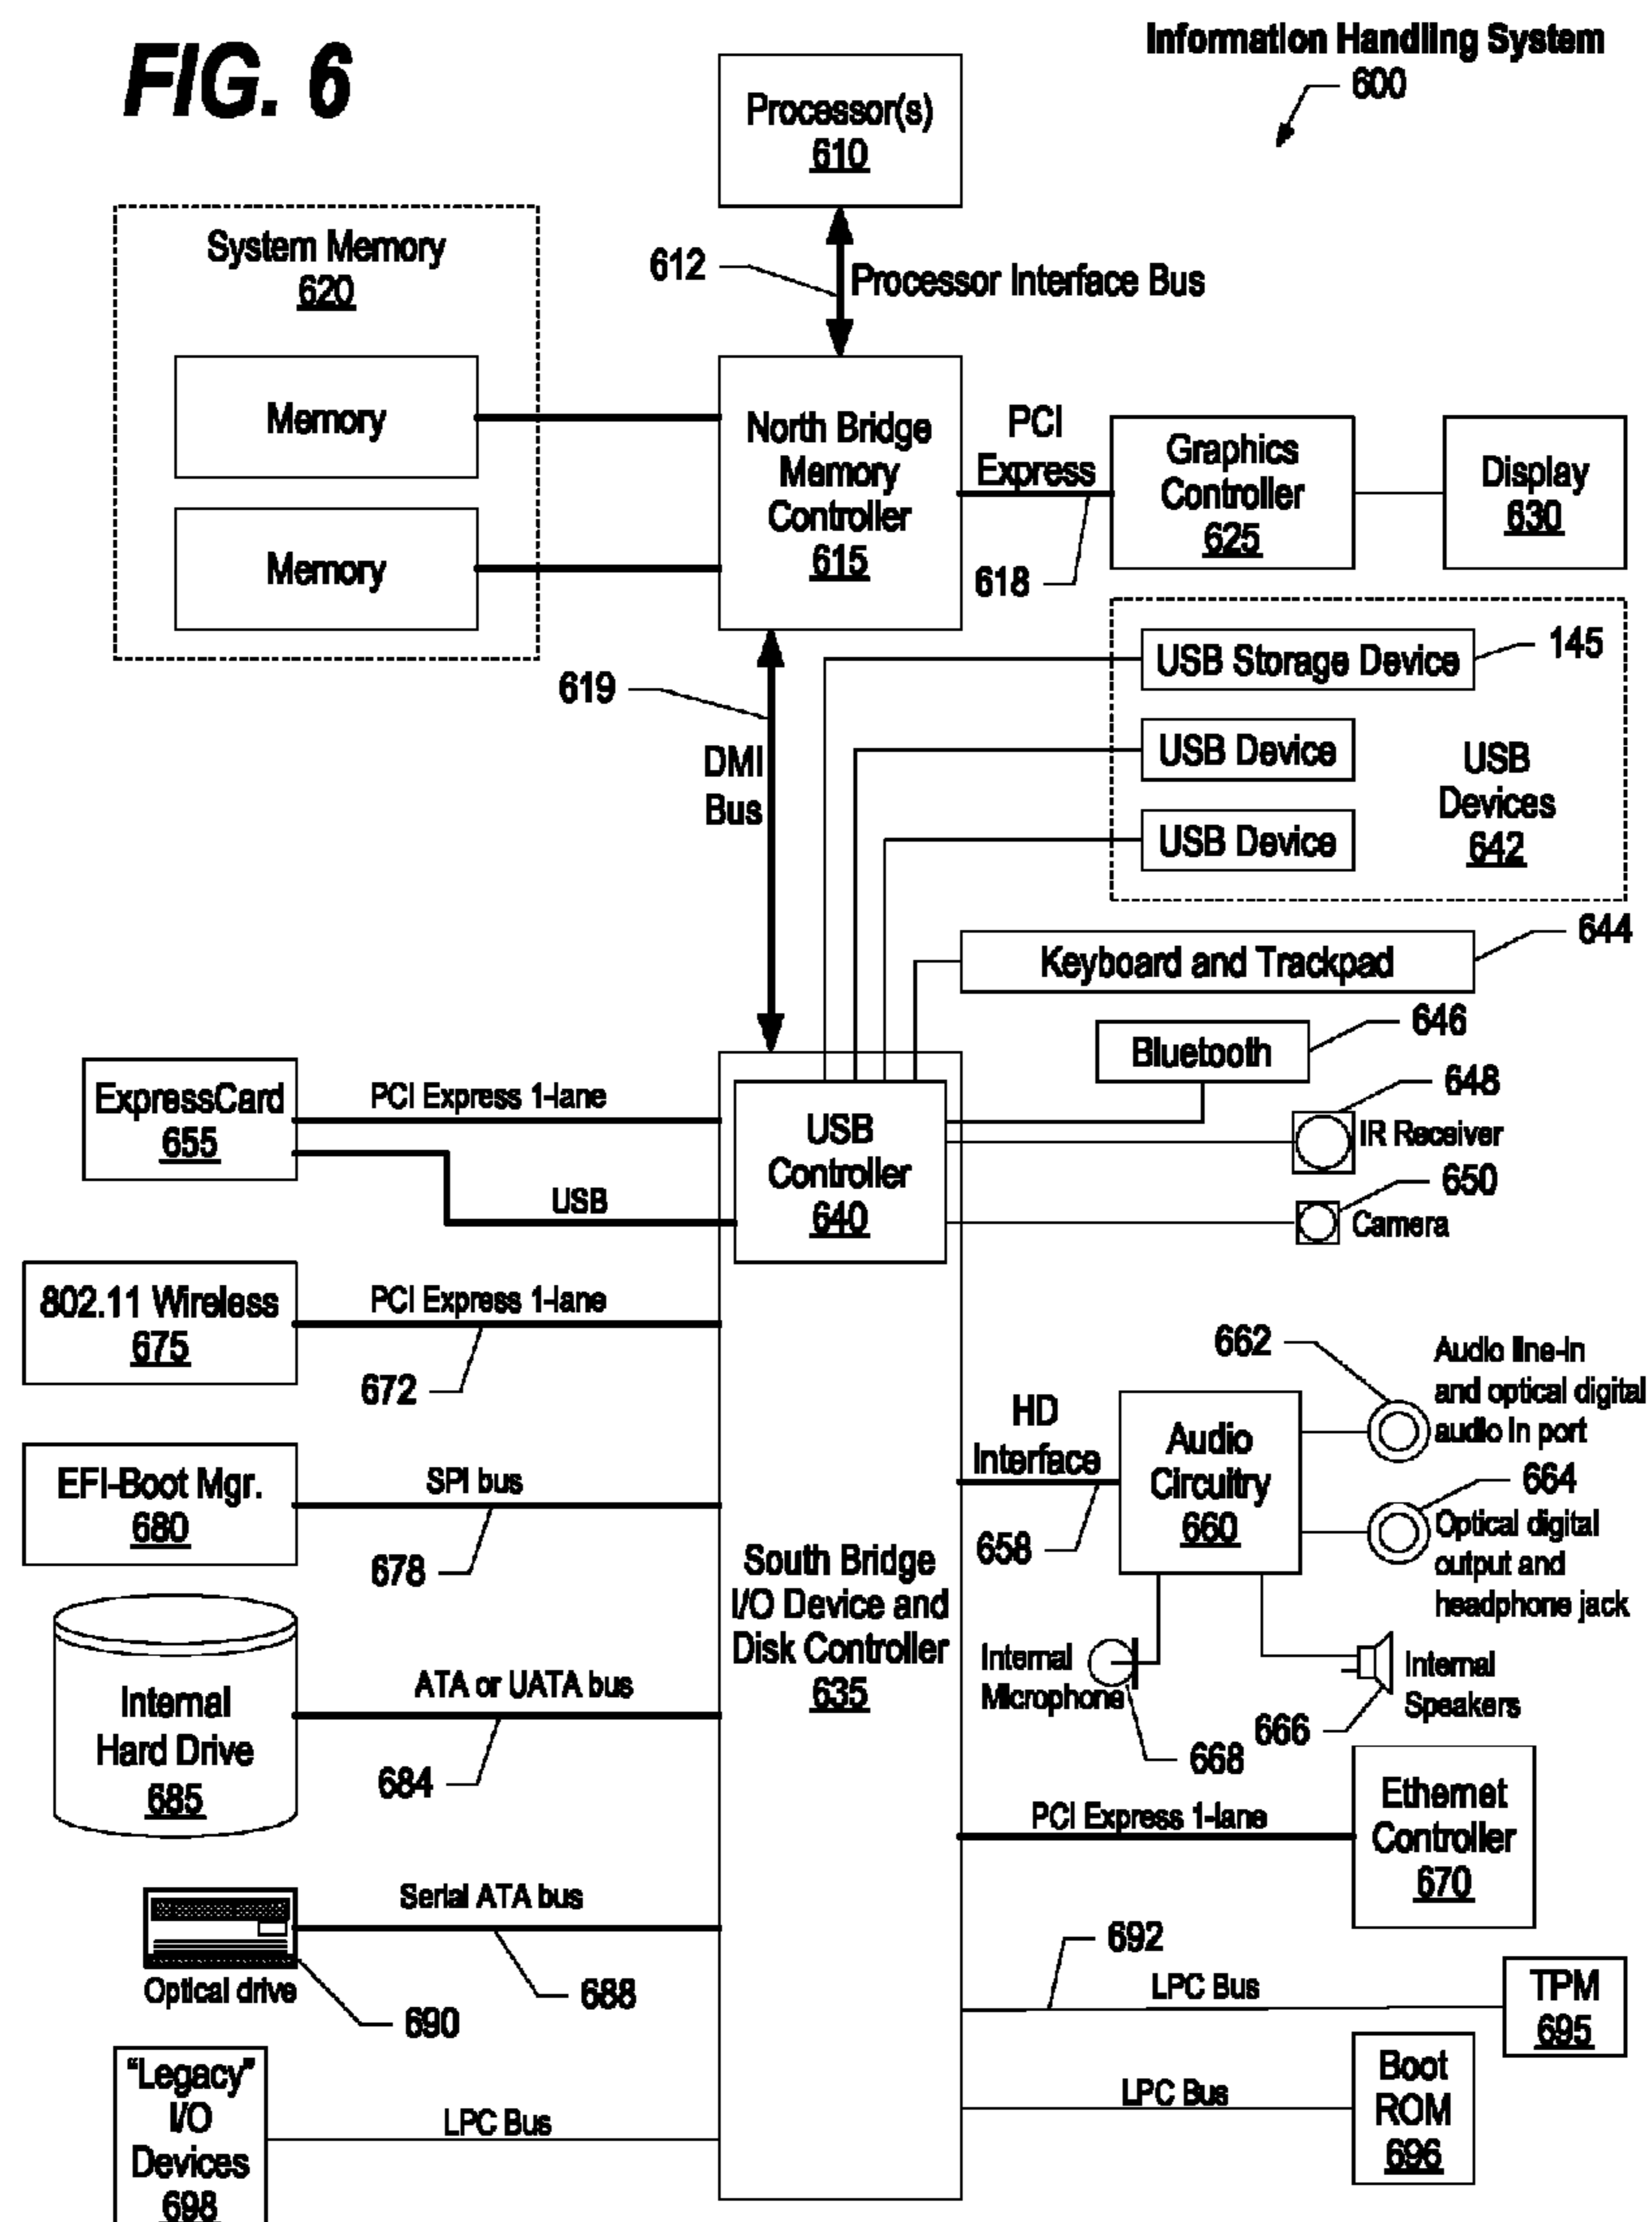 FIG. 6
Information Handling System
600
Processor(s)
610
System Memory
620
612
Processor Interface Bus
Memory
Memory
North Bridge
Memory
Controller
615
PCI
Express
618
Graphics
Controller
625
Display
630
619
DMI
Bus
USB Storage Device
145
USB Device
USB Device
USB
Devices
642
Keyboard and Trackpad
644
Bluetooth
646
648
IR Receiver
650
Camera
ExpressCard
655
PCI Express 1-lane
USB
USB
Controller
640
802.11 Wireless
675
PCI Express 1-lane
672
EFI-Boot Mgr.
680
SPI bus
678
Internal
Hard Drive
685
ATA or UATA bus
684
South Bridge
I/O Device and
Disk Controller
635
HD
Interface
658
Audio
Circuitry
660
662
Audio line-in
and optical digital
audio in port
664
Optical digital
output and
headphone jack
Internal
Microphone
668
Internal
Speakers
666
PCI Express 1-lane
Ethernet
Controller
670
Serial ATA bus
688
Optical drive
690
692
LPC Bus
TPM
695
LPC Bus
Boot
ROM
696
"Legacy"
I/O
Devices
698
LPC Bus